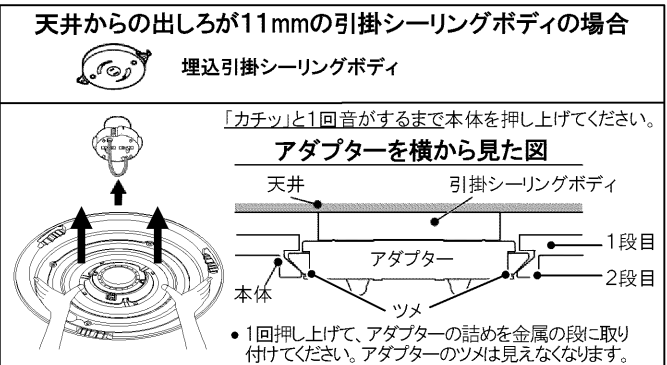 天井からの出しろが11mmの引掛シーリングボディの場合
埋込引掛シーリングボディ
「カチッ」と1回音がするまで本体を押し上げてください。
アダプターを横から見た図
天井
引掛シーリングボディ
アダプター
1段目
2段目
本体
ツメ
• 1回押し上げて、アダプターの詰めを金属の段に取り
付けてください。アダプターのツメは見えなくなります。